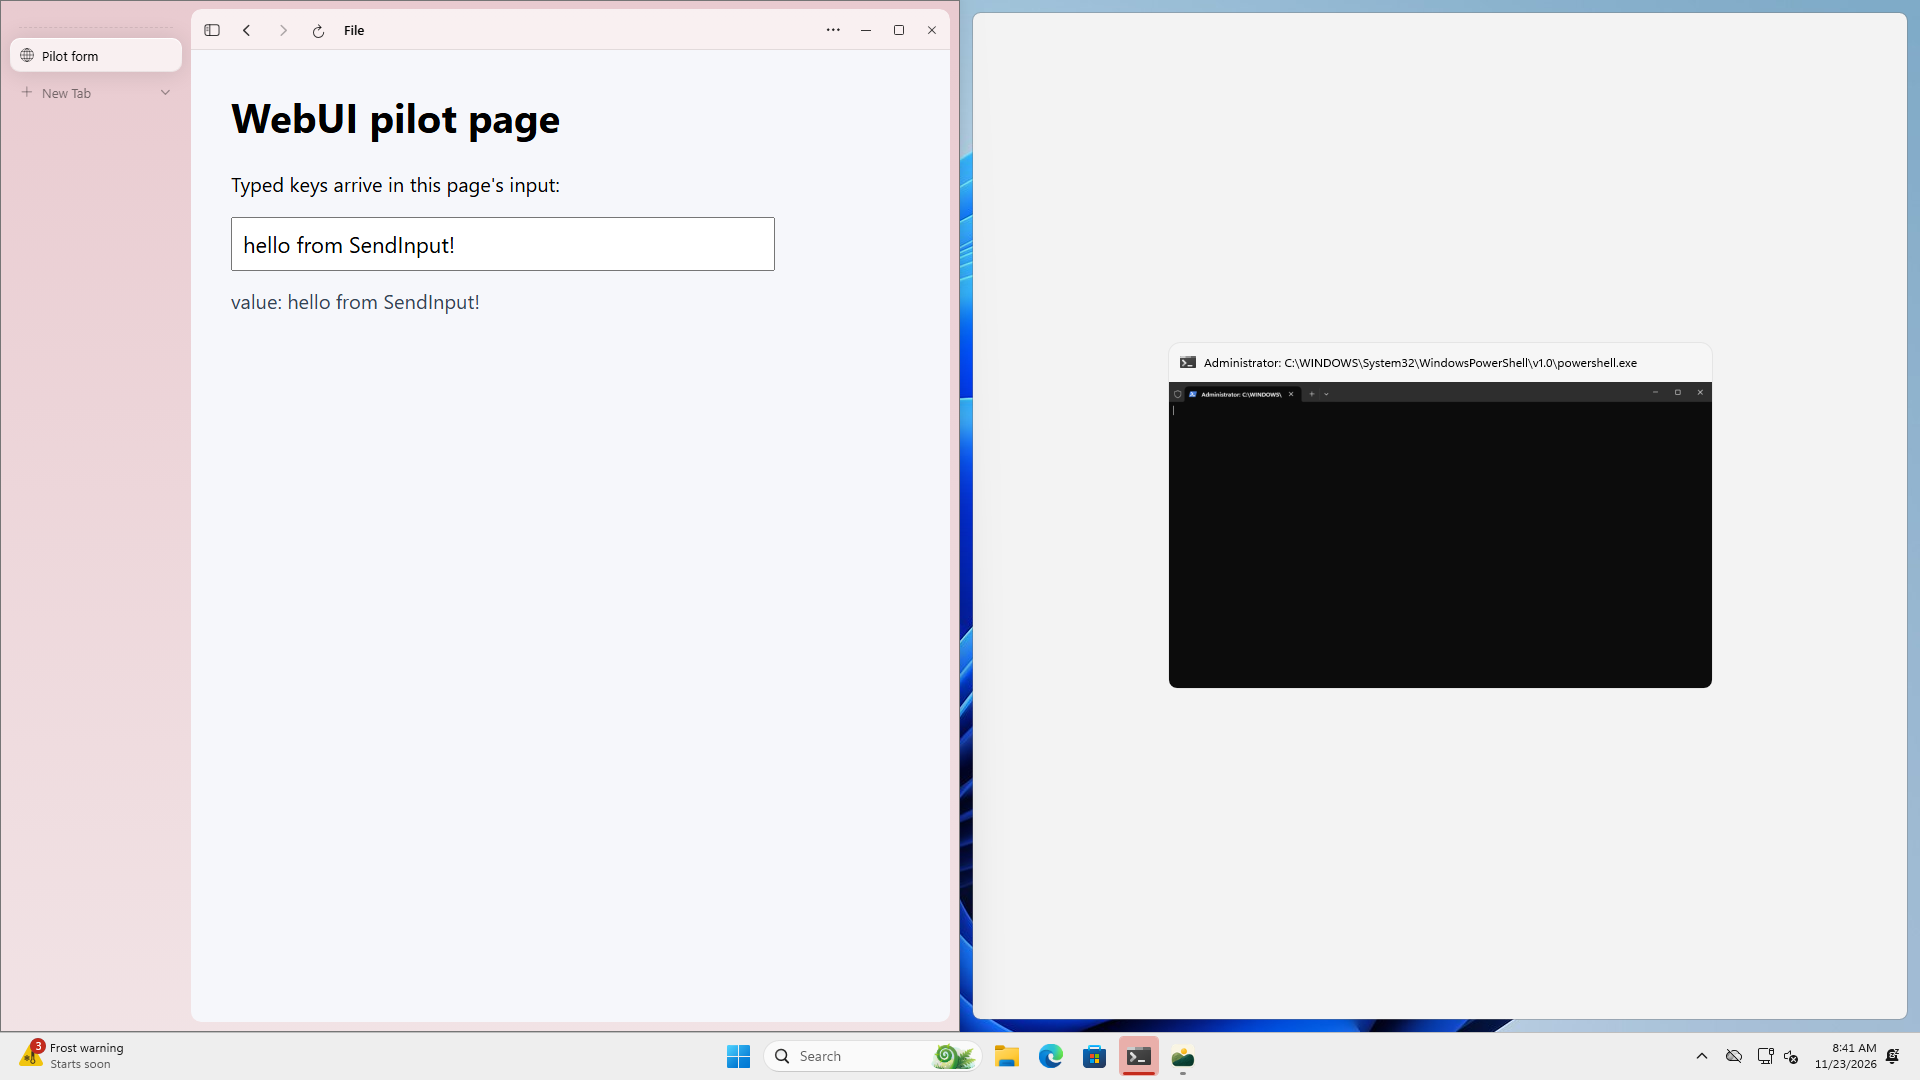 Pilot form
New Tab
File
WebUI pilot page
Typed keys arrive in this page's input:
hello from SendInput!
value: hello from SendInput!
Administrator: C:\WINDOWS\System32\WindowsPowerShell\v1.0\powershell.exe
Administrator: C:\WINDOWS\
3
Frost warning
Starts soon
Search
8:41 AM
11/23/2026